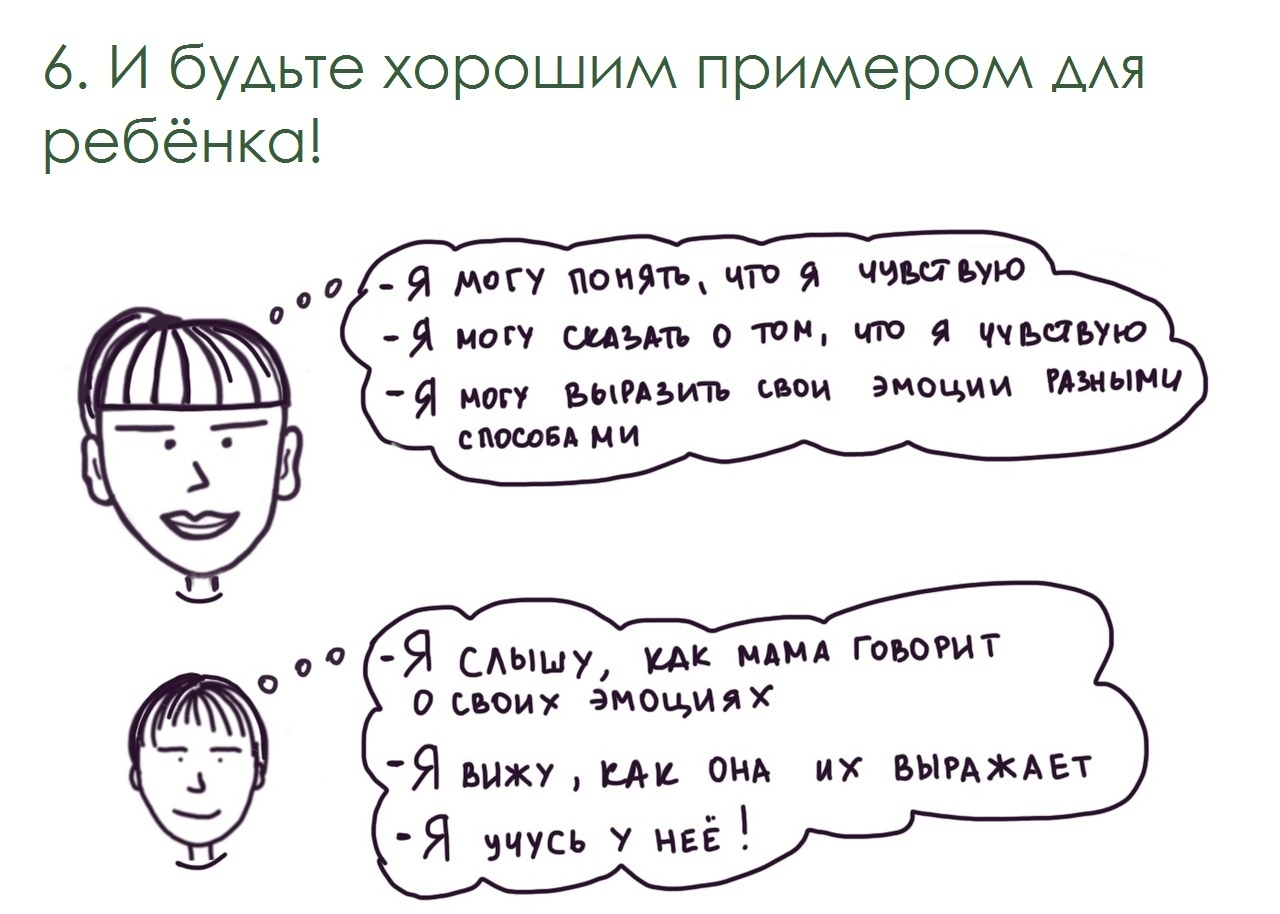 6. И будьте хорошим примером для
ребёнка!
- Я могу понять, что я чувствую
- Я могу сказать о том, что я чувствую
- Я могу выразить свои эмоции разными
способами
- Я слышу, как мама говорит
о своих эмоциях
- Я вижу, как она их выражает
- Я учусь у неё!